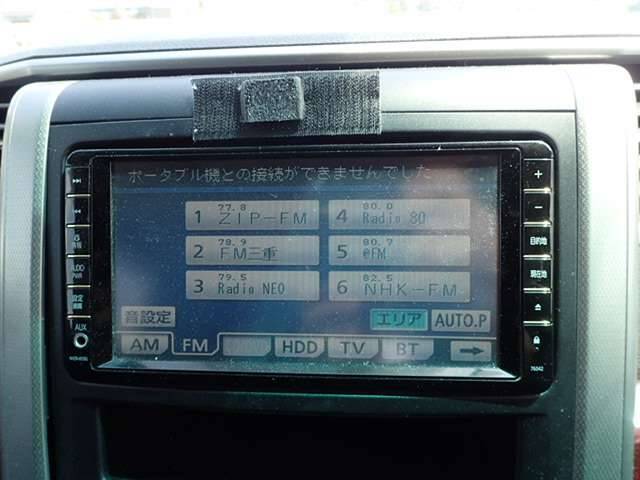 ポータブル機との接続ができませんでした
77.8
1 ZIP-FM
80.0
4 Radio 80
78.9
2 FM三重
80.7
5 @FM
79.5
3 Radio NEO
82.5
6 NHK-FM
音設定
エリア
AUTO.P
AM
FM
HDD
TV
BT
AUX
目的地
現在地
76042